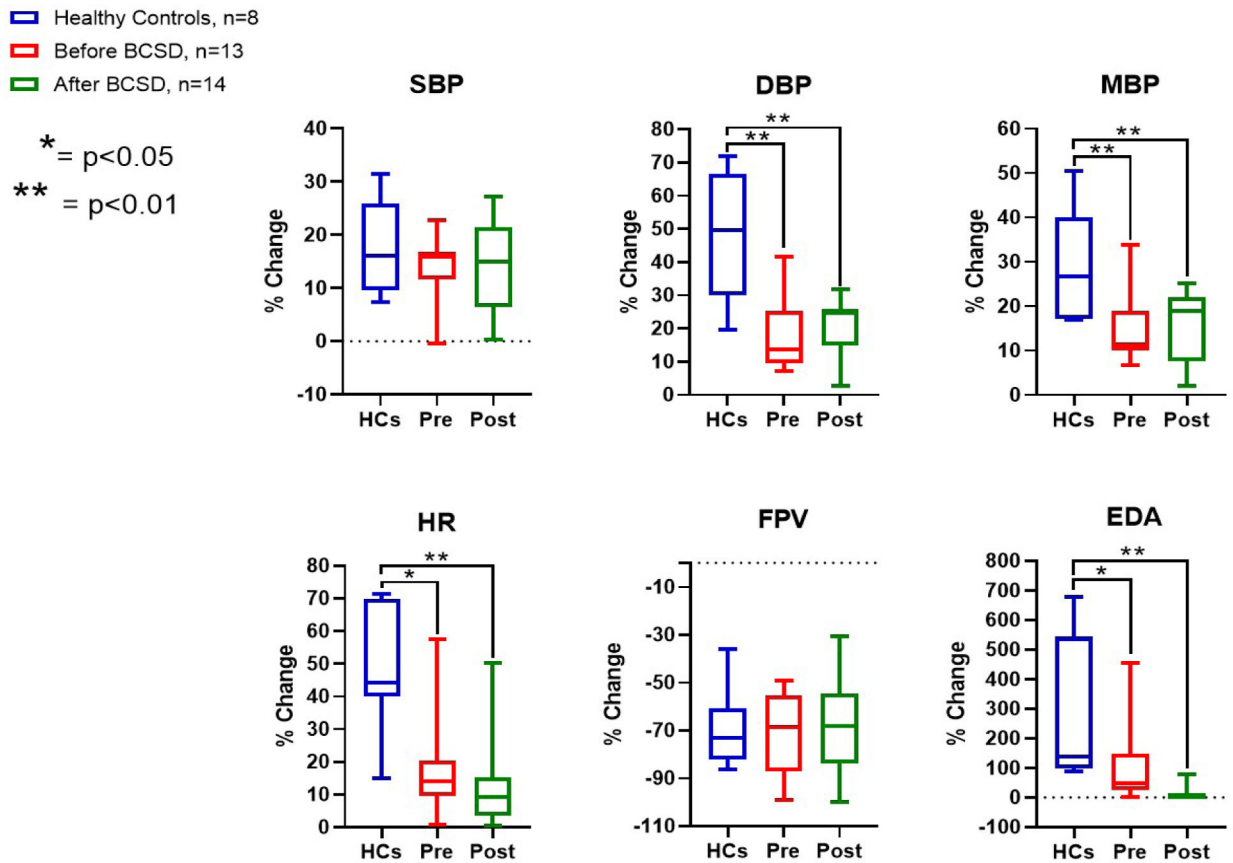 Healthy Controls, n=8
Before BCSD, n=13
After BCSD, n=14
* = p<0.05
** = p<0.01
SBP
% Change
40
30
20
10
0
-10
HCs Pre Post
DBP
% Change
80
70
60
50
40
30
20
10
0
**
**
HCs Pre Post
MBP
% Change
60
50
40
30
20
10
0
**
**
HCs Pre Post
HR
% Change
80
70
60
50
40
30
20
10
0
**
*
HCs Pre Post
FPV
% Change
-10
-30
-50
-70
-90
-110
HCs Pre Post
EDA
% Change
800
700
600
500
400
300
200
100
0
-100
**
*
HCs Pre Post